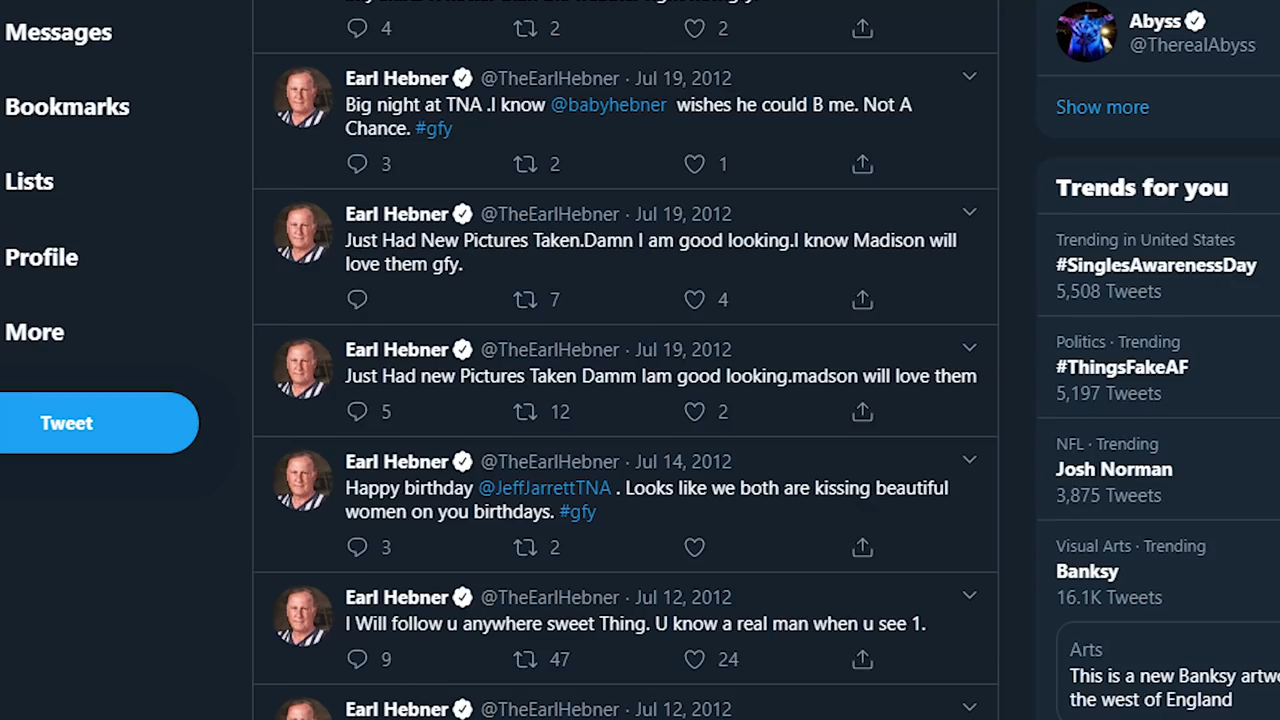 Messages
Bookmarks
Lists
Profile
More
Tweet
4 2 2
Earl Hebner @TheEarlHebner · Jul 19, 2012
Big night at TNA .I know @babyhebner wishes he could B me. Not A
Chance. #gfy
3 2 1
Earl Hebner @TheEarlHebner · Jul 19, 2012
Just Had New Pictures Taken.Damn I am good looking.I know Madison will
love them gfy.
7 4
Earl Hebner @TheEarlHebner · Jul 19, 2012
Just Had new Pictures Taken Damm Iam good looking.madson will love them
5 12 2
Earl Hebner @TheEarlHebner · Jul 14, 2012
Happy birthday @JeffJarrettTNA . Looks like we both are kissing beautiful
women on you birthdays. #gfy
3 2
Earl Hebner @TheEarlHebner · Jul 12, 2012
I Will follow u anywhere sweet Thing. U know a real man when u see 1.
9 47 24
Earl Hebner @TheEarlHebner · Jul 12, 2012
Abyss
@TherealAbyss
Show more
Trends for you
Trending in United States
#SinglesAwarenessDay
5,508 Tweets
Politics · Trending
#ThingsFakeAF
5,197 Tweets
NFL · Trending
Josh Norman
3,875 Tweets
Visual Arts · Trending
Banksy
16.1K Tweets
Arts
This is a new Banksy
the west of England